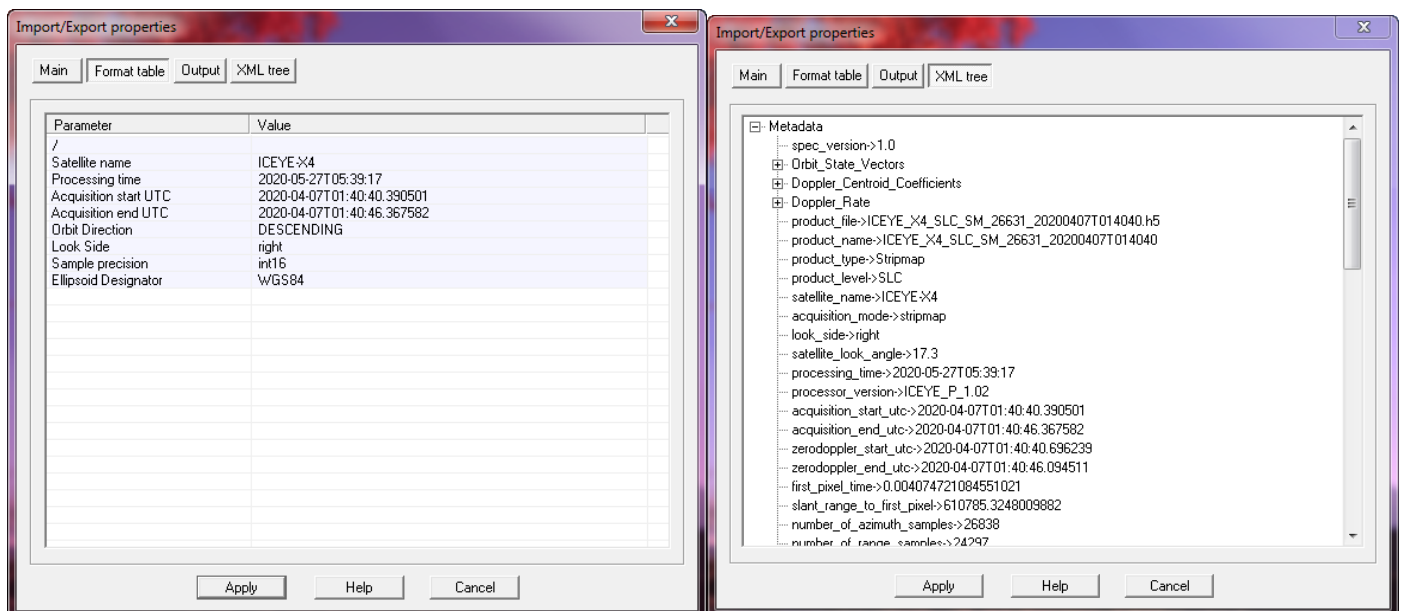 Import/Export properties
Main Format table Output XML tree
Parameter Value
/
Satellite name ICEYE-X4
Processing time 2020-05-27T05:39:17
Acquisition start UTC 2020-04-07T01:40:40.390501
Acquisition end UTC 2020-04-07T01:40:46.367582
Orbit Direction DESCENDING
Look Side right
Sample precision int16
Ellipsoid Designator WGS84
Apply Help Cancel
Import/Export properties
Main Format table Output XML tree
Metadata
spec_version->1.0
Orbit_State_Vectors
Doppler_Centroid_Coefficients
Doppler_Rate
product_file->ICEYE_X4_SLC_SM_26631_20200407T014040.h5
product_name->ICEYE_X4_SLC_SM_26631_20200407T014040
product_type->Stripmap
product_level->SLC
satellite_name->ICEYE-X4
acquisition_mode->stripmap
look_side->right
satellite_look_angle->17.3
processing_time->2020-05-27T05:39:17
processor_version->ICEYE_P_1.02
acquisition_start_utc->2020-04-07T01:40:40.390501
acquisition_end_utc->2020-04-07T01:40:46.367582
zerodoppler_start_utc->2020-04-07T01:40:40.696239
zerodoppler_end_utc->2020-04-07T01:40:46.094511
first_pixel_time->0.004074721084551021
slant_range_to_first_pixel->610785.3248009882
number_of_azimuth_samples->26838
number_of_range_samples->24297
Apply Help Cancel